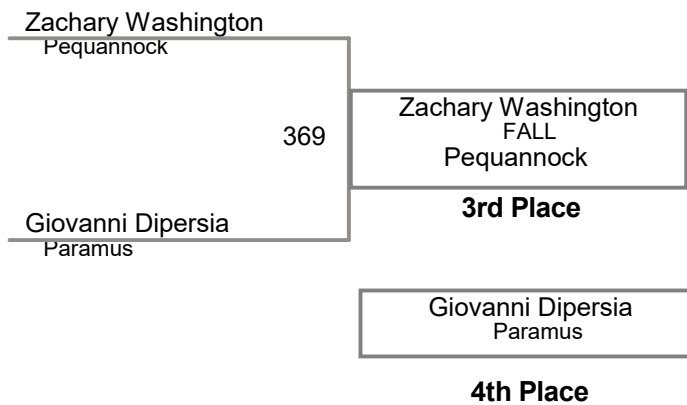 Zachary Washington
Pequannock
369
Zachary Washington
FALL
Pequannock
3rd Place
Giovanni Dipersia
Paramus
Giovanni Dipersia
Paramus
4th Place